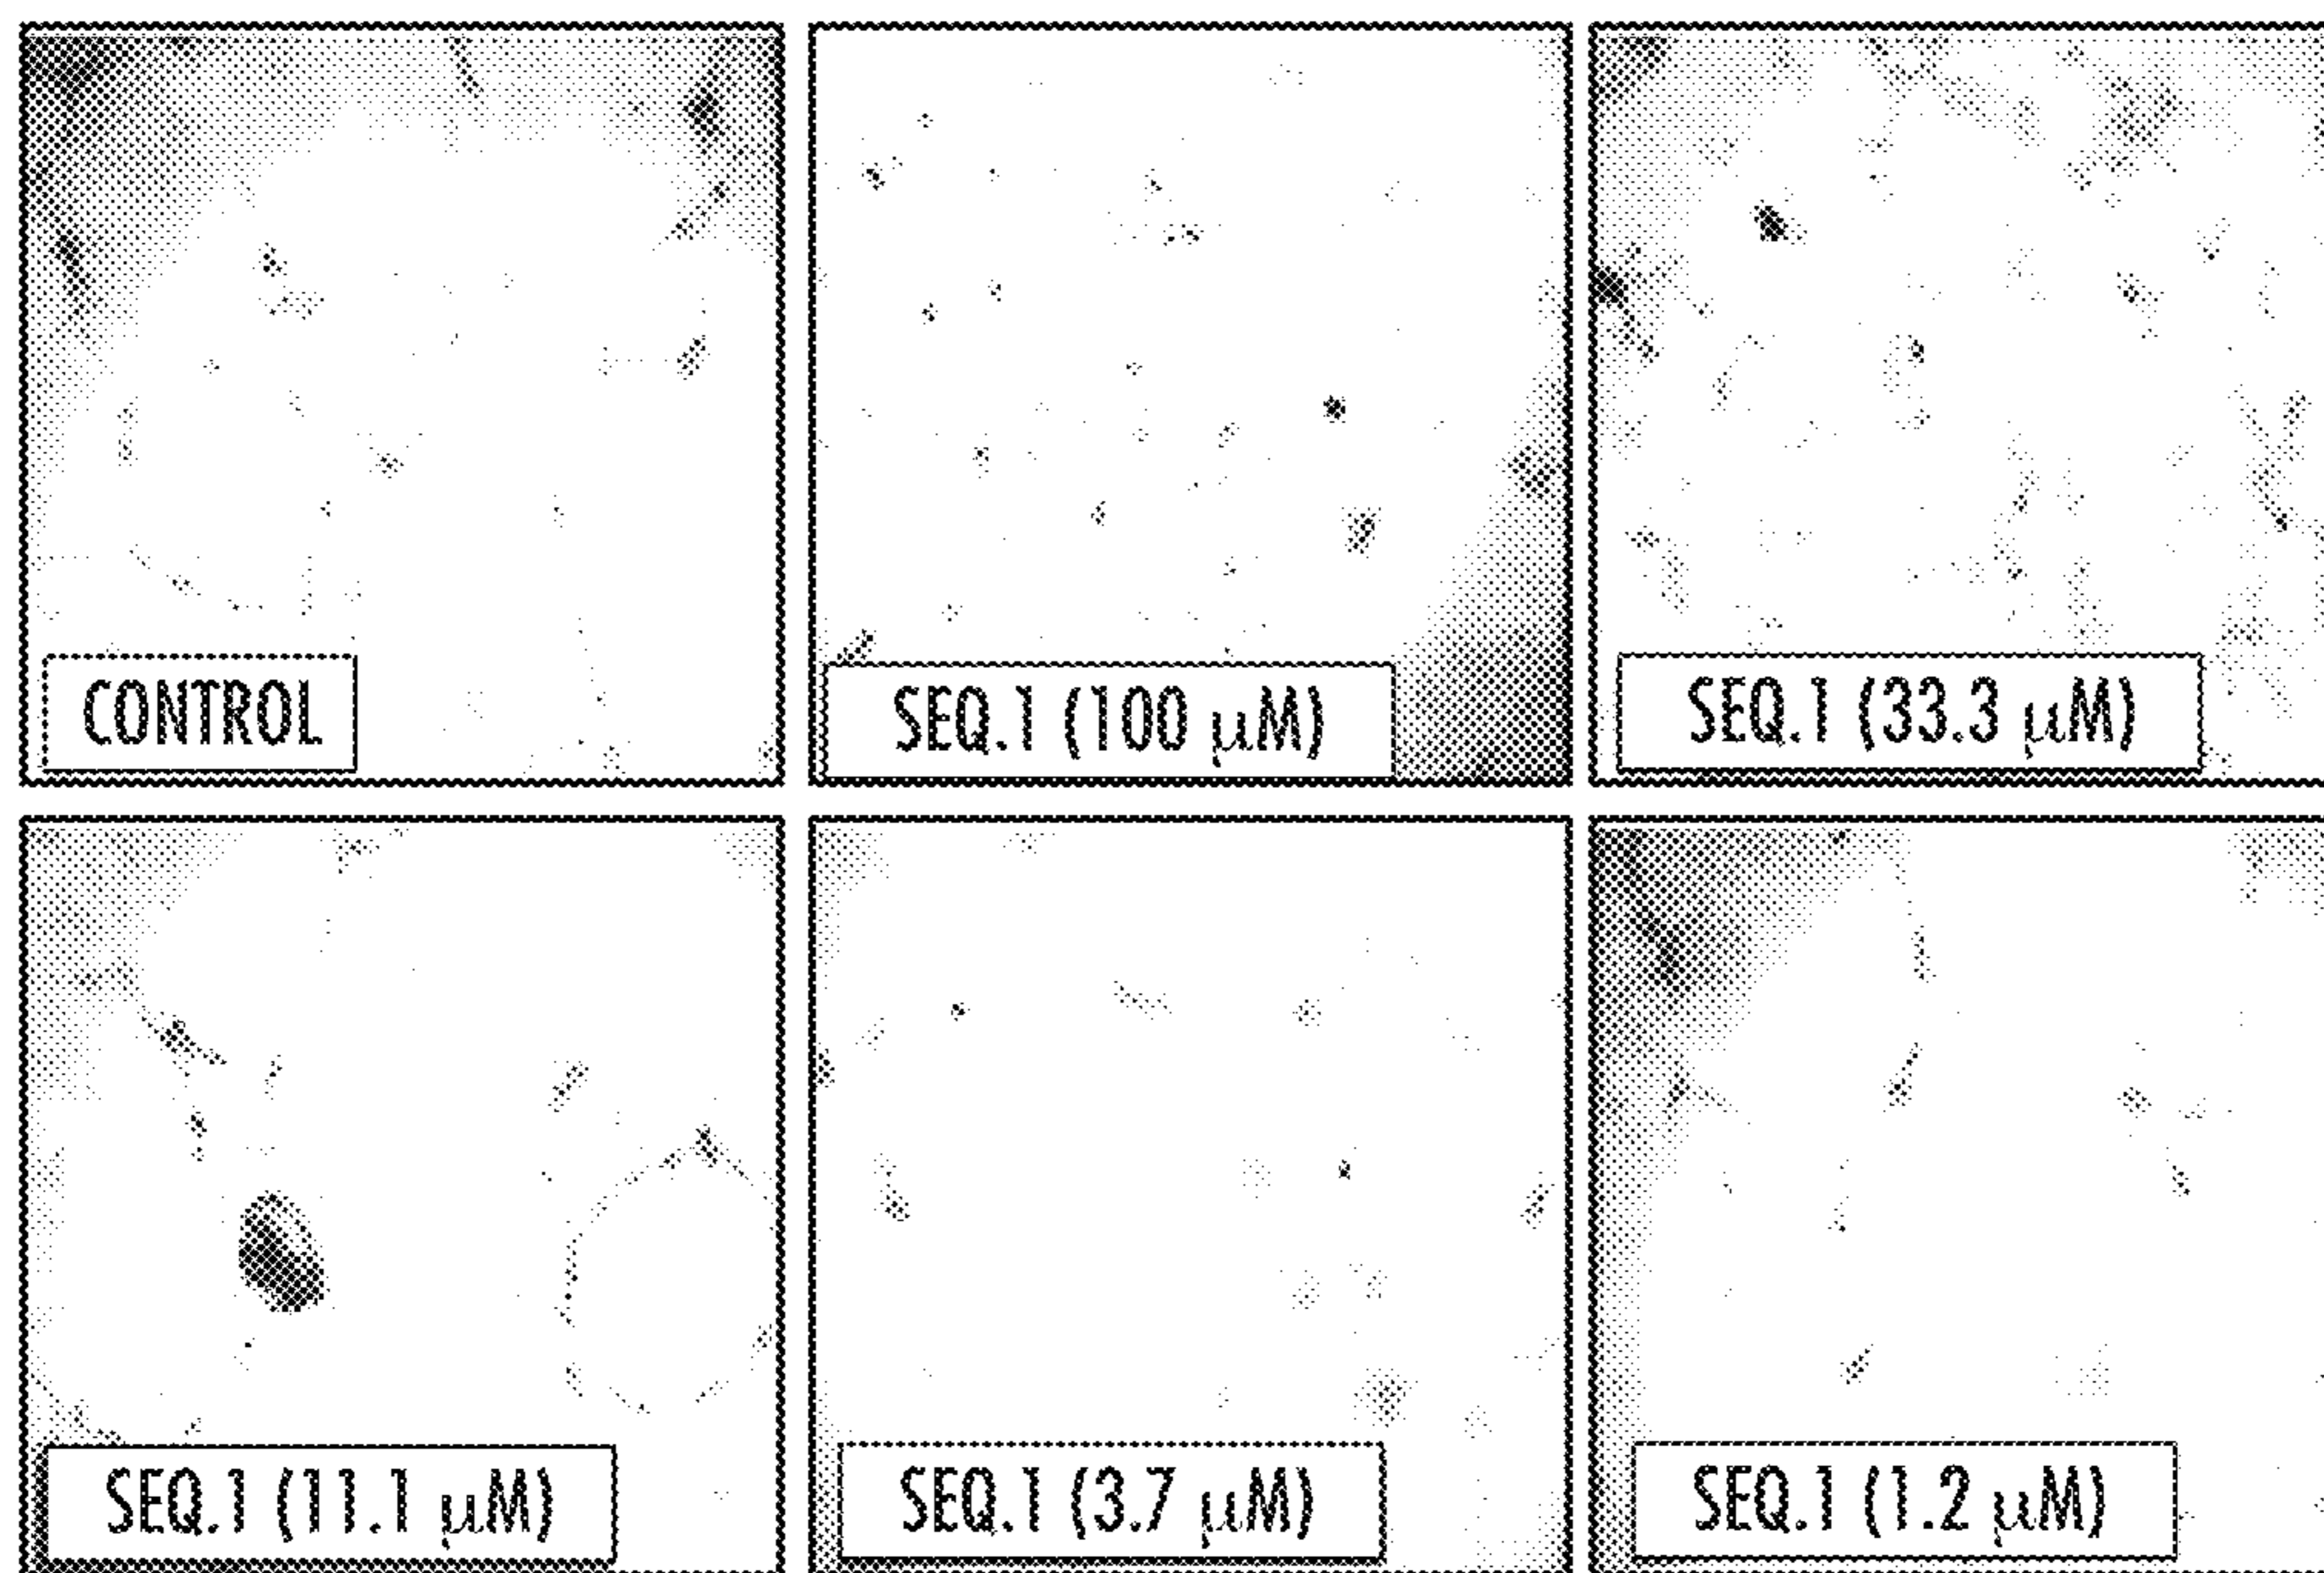 CONTROL
SEQ.1 (100 µM)
SEQ.1 (33.3 µM)
SEQ.1 (11.1 µM)
SEQ.1 (3.7 µM)
SEQ.1 (1.2 µM)